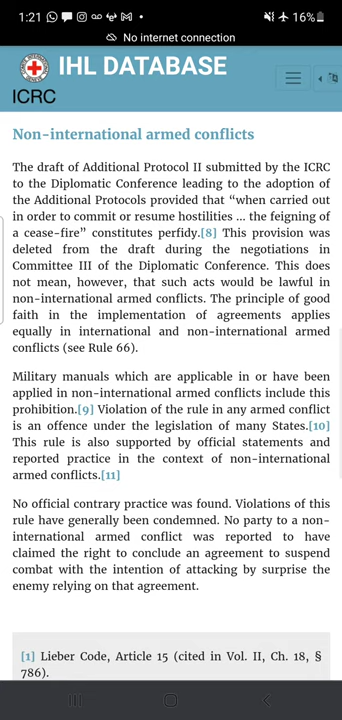 1:21
16%
No internet connection
IHL DATABASE
ICRC
Non-international armed conflicts
The draft of Additional Protocol II submitted by the ICRC
to the Diplomatic Conference leading to the adoption of
the Additional Protocols provided that “when carried out
in order to commit or resume hostilities ... the feigning of
a cease-fire” constitutes perfidy.[8] This provision was
deleted from the draft during the negotiations in
Committee III of the Diplomatic Conference. This does
not mean, however, that such acts would be lawful in
non-international armed conflicts. The principle of good
faith in the implementation of agreements applies
equally in international and non-international armed
conflicts (see Rule 66).
Military manuals which are applicable in or have been
applied in non-international armed conflicts include this
prohibition.[9] Violation of the rule in any armed conflict
is an offence under the legislation of many States.[10]
This rule is also supported by official statements and
reported practice in the context of non-international
armed conflicts.[11]
No official contrary practice was found. Violations of this
rule have generally been condemned. No party to a non-
international armed conflict was reported to have
claimed the right to conclude an agreement to suspend
combat with the intention of attacking by surprise the
enemy relying on that agreement.
[1] Lieber Code, Article 15 (cited in Vol. II, Ch. 18, §
786).